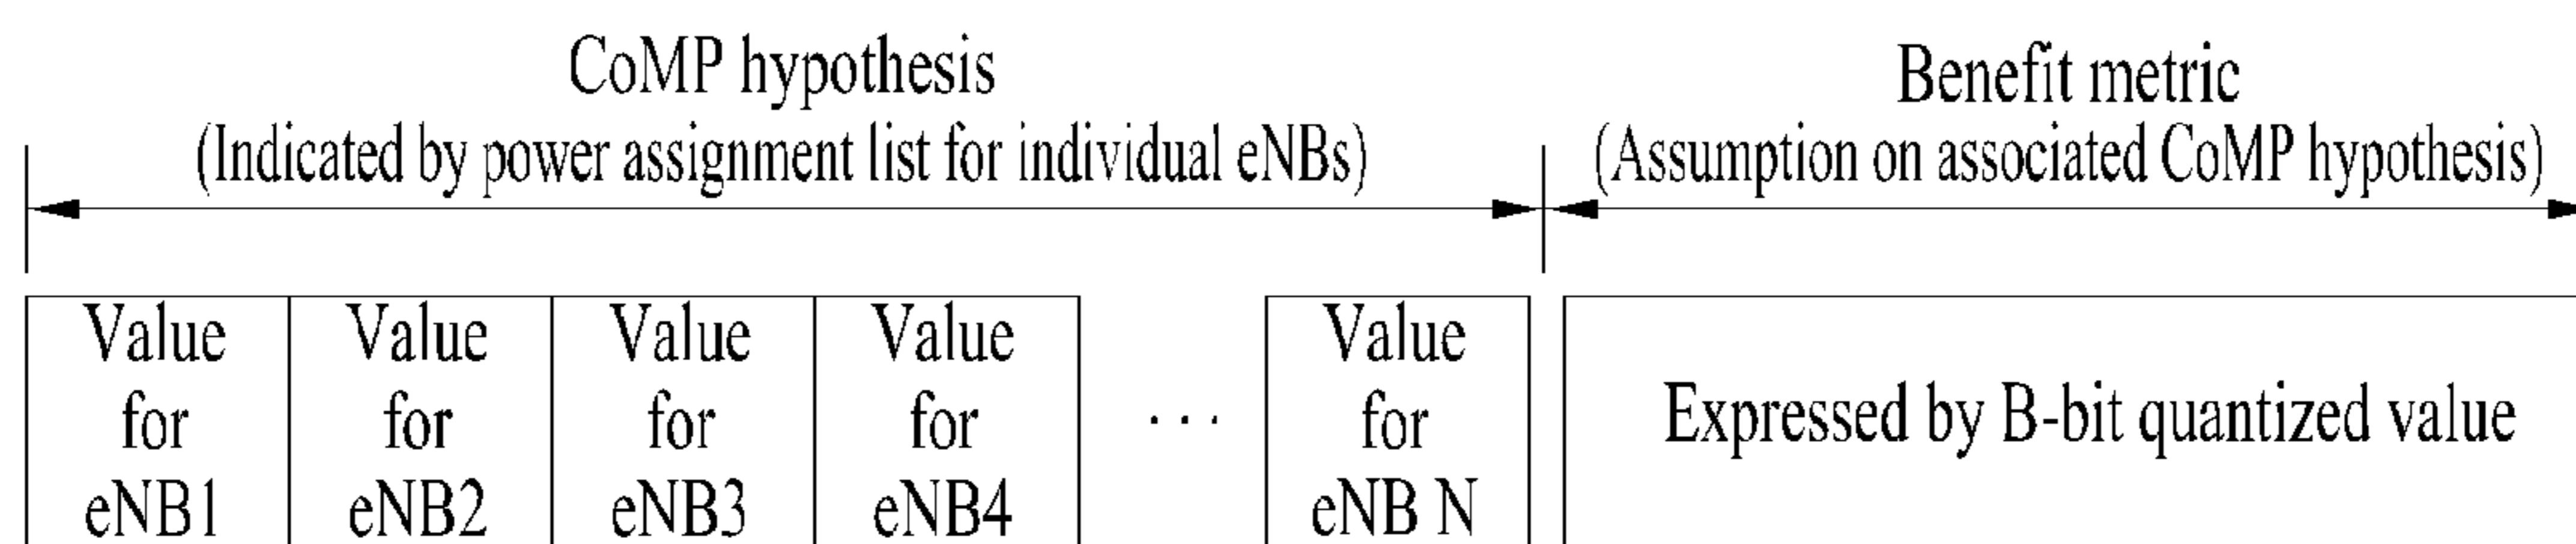 CoMP hypothesis
(Indicated by power assignment list for individual eNBs)
Benefit metric
(Assumption on associated CoMP hypothesis)
Value
for
eNB1
Value
for
eNB2
Value
for
eNB3
Value
for
eNB4
...
Value
for
eNB N
Expressed by B-bit quantized value